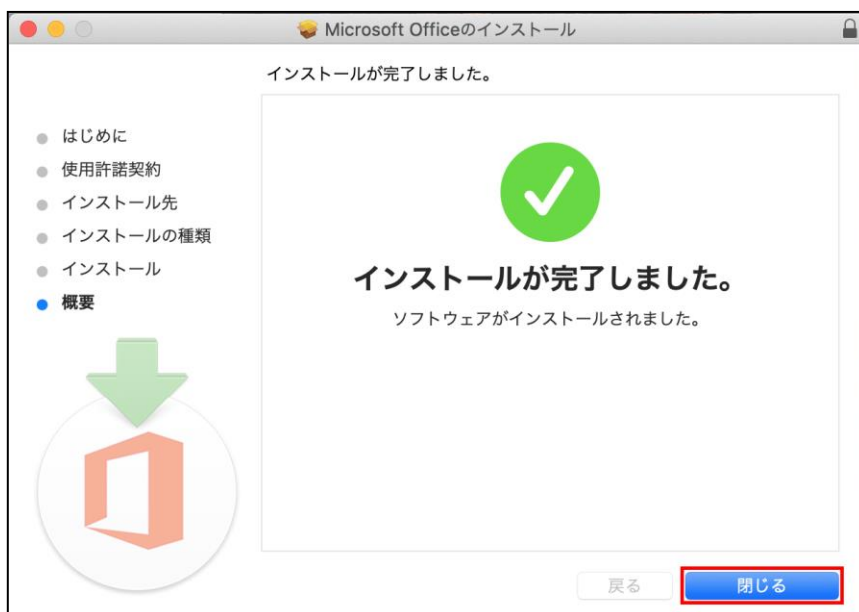 Microsoft Officeのインストール
インストールが完了しました。
はじめに
使用許諾契約
インストール先
インストールの種類
インストール
概要
インストールが完了しました。
ソフトウェアがインストールされました。
戻る
閉じる